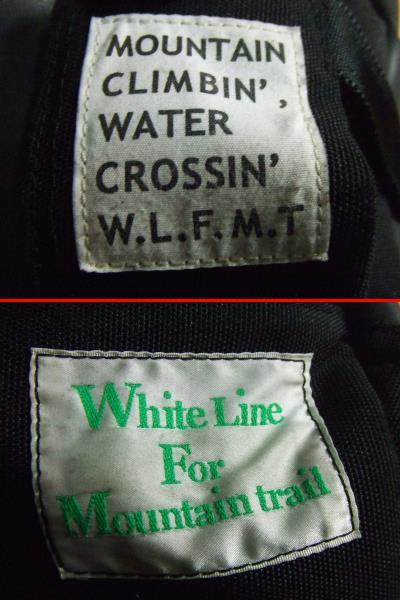 MOUNTAIN
CLIMBIN',
WATER
CROSSIN'
W.L.F.M.T
White Line
For
Mountain trail